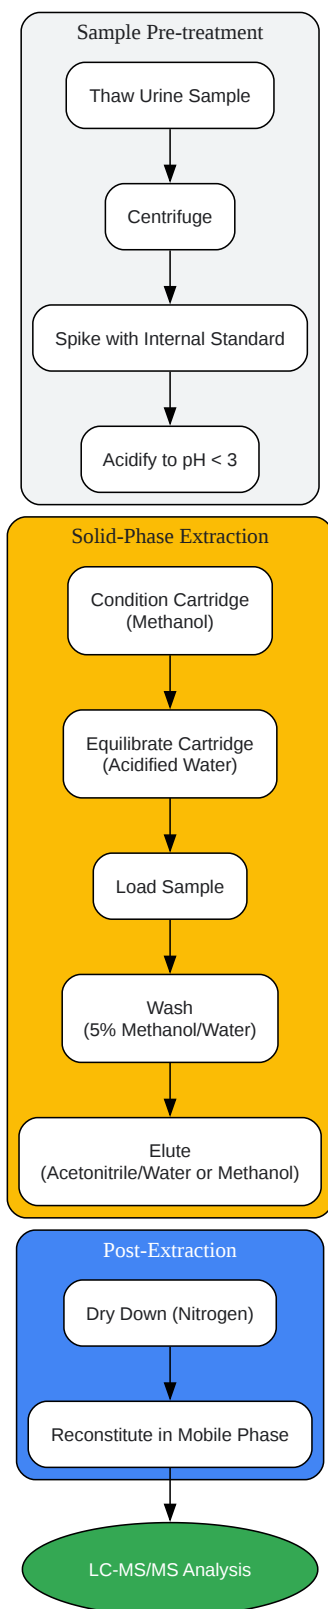 Sample Pre-treatment
Thaw Urine Sample
Centrifuge
Spike with Internal Standard
Acidify to pH < 3
Solid-Phase Extraction
Condition Cartridge
(Methanol)
Equilibrate Cartridge
(Acidified Water)
Load Sample
Wash
(5% Methanol/Water)
Elute
(Acetonitrile/Water or Methanol)
Post-Extraction
Dry Down (Nitrogen)
Reconstitute in Mobile Phase
LC-MS/MS Analysis